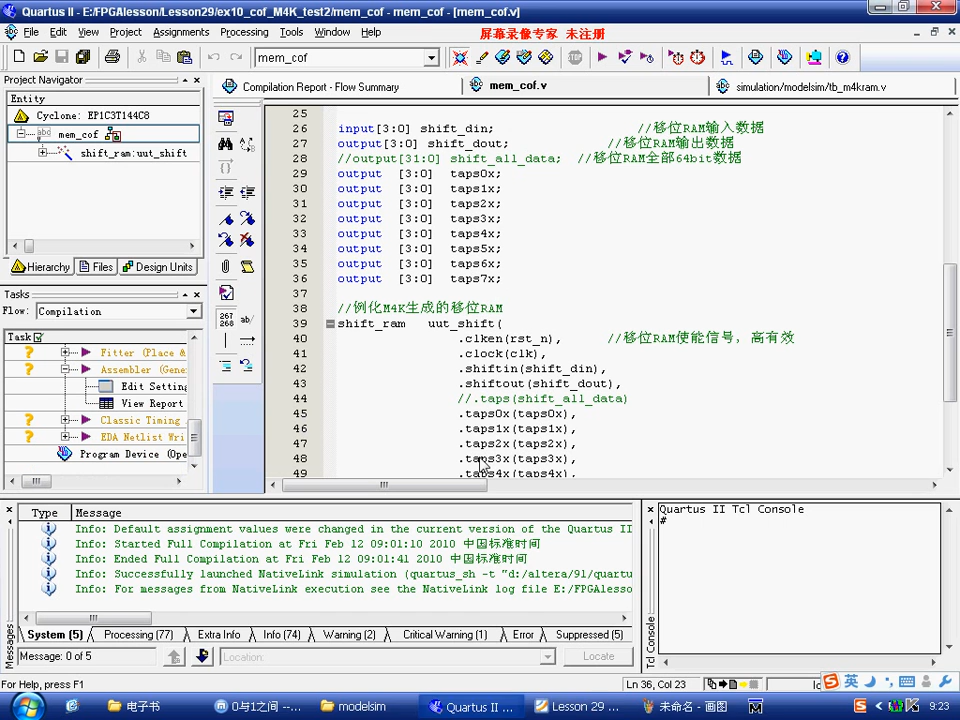 Quartus II - E:/FPGAlesson/Lesson29/ex10_cof_M4K_test2/mem_cof - mem_cof - [mem_cof.v]
File Edit View Project Assignments Processing Tools Window Help
屏幕录像专家 未注册
mem_cof
Project Navigator
Entity
Cyclone: EP1C3T144C8
mem_cof
shift_ram:uut_shift
Hierarchy Files Design Units
Tasks
Flow: Compilation
Task
Fitter (Place &
Assembler (Gene
Edit Setting
View Report
Classic Timing
EDA Netlist Wri
Program Device (Ope
Compilation Report - Flow Summary
mem_cof.v
simulation/modelsim/tb_m4kram.v
267
268
ab/
25
26 input[3:0] shift_din; //移位RAM输入数据
27 output[3:0] shift_dout; //移位RAM输出数据
28 //output[31:0] shift_all_data; //移位RAM全部64bit数据
29 output [3:0] taps0x;
30 output [3:0] taps1x;
31 output [3:0] taps2x;
32 output [3:0] taps3x;
33 output [3:0] taps4x;
34 output [3:0] taps5x;
35 output [3:0] taps6x;
36 output [3:0] taps7x;
37
38 //例化M4K生成的移位RAM
39 shift_ram uut_shift(
40 .clken(rst_n), //移位RAM使能信号，高有效
41 .clock(clk),
42 .shiftin(shift_din),
43 .shiftout(shift_dout),
44 //.taps(shift_all_data)
45 .taps0x(taps0x),
46 .taps1x(taps1x),
47 .taps2x(taps2x),
48 .taps3x(taps3x),
49 .taps4x(taps4x),
Type Message
Info: Default assignment values were changed in the current version of the Quartus II
Info: Started Full Compilation at Fri Feb 12 09:01:10 2010 中国标准时间
Info: Ended Full Compilation at Fri Feb 12 09:01:41 2010 中国标准时间
Info: Successfully launched NativeLink simulation (quartus_sh -t "d:/altera/91/quartu
Info: For messages from NativeLink execution see the NativeLink log file E:/FPGAlesso
System (5) Processing (77) Extra Info Info (74) Warning (2) Critical Warning (1) Error Suppressed (5)
Message: 0 of 5
Location:
Locate
Messages
Quartus II Tcl Console
#
Tcl Console
For Help, press F1
Ln 36, Col 23
英
电子书
0与1之间 --...
modelsim
Quartus II ...
Lesson 29 ...
未命名 - 画图
9:23